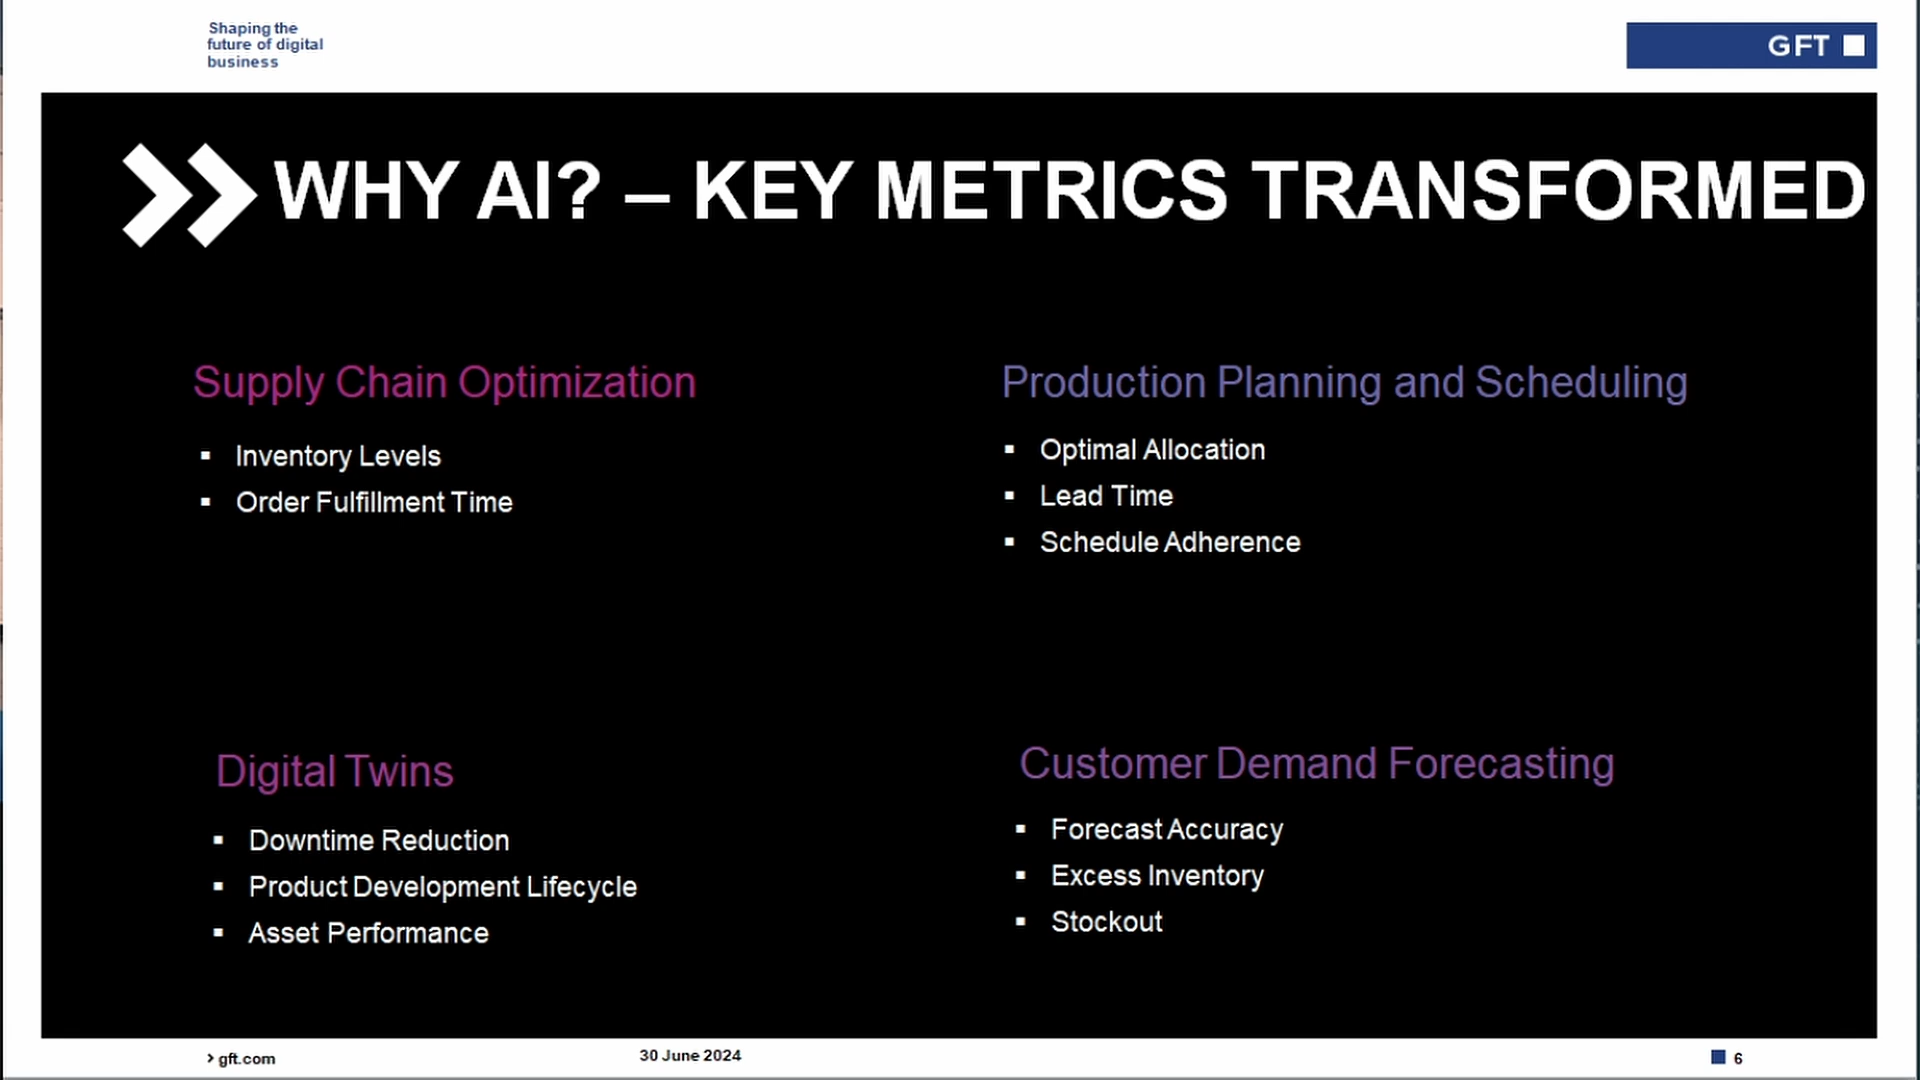 Shaping the
future of digital
business
GFT
WHY AI? – KEY METRICS TRANSFORMED
Supply Chain Optimization
▪ Inventory Levels
▪ Order Fulfillment Time
Production Planning and Scheduling
▪ Optimal Allocation
▪ Lead Time
▪ Schedule Adherence
Digital Twins
▪ Downtime Reduction
▪ Product Development Lifecycle
▪ Asset Performance
Customer Demand Forecasting
▪ Forecast Accuracy
▪ Excess Inventory
▪ Stockout
› gft.com
30 June 2024
6